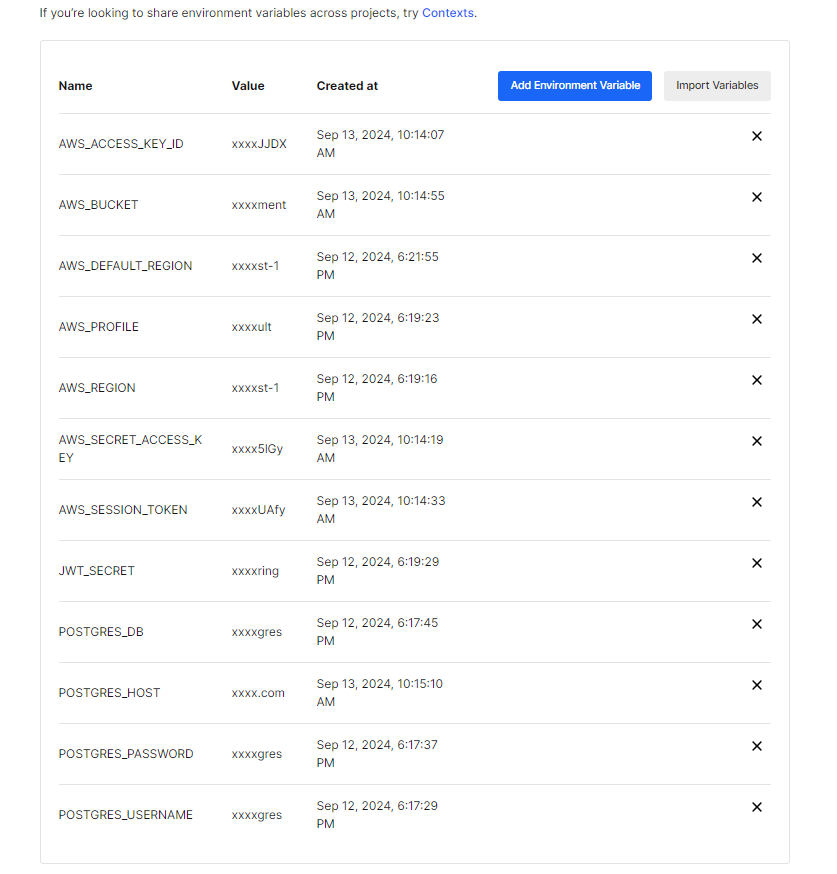 If you're looking to share environment variables across projects, try Contexts.
Name Value Created at Add Environment Variable Import Variables
AWS_ACCESS_KEY_ID xxxxJJDX Sep 13, 2024, 10:14:07
AM
AWS_BUCKET xxxxment Sep 13, 2024, 10:14:55
AM
AWS_DEFAULT_REGION xxxxst-1 Sep 12, 2024, 6:21:55
PM
AWS_PROFILE xxxxult Sep 12, 2024, 6:19:23
PM
AWS_REGION xxxxst-1 Sep 12, 2024, 6:19:16
PM
AWS_SECRET_ACCESS_K xxxx5lGy Sep 13, 2024, 10:14:19
EY AM
AWS_SESSION_TOKEN xxxxUAfy Sep 13, 2024, 10:14:33
AM
JWT_SECRET xxxxring Sep 12, 2024, 6:19:29
PM
POSTGRES_DB xxxxgres Sep 12, 2024, 6:17:45
PM
POSTGRES_HOST xxxx.com Sep 13, 2024, 10:15:10
AM
POSTGRES_PASSWORD xxxxgres Sep 12, 2024, 6:17:37
PM
POSTGRES_USERNAME xxxxgres Sep 12, 2024, 6:17:29
PM